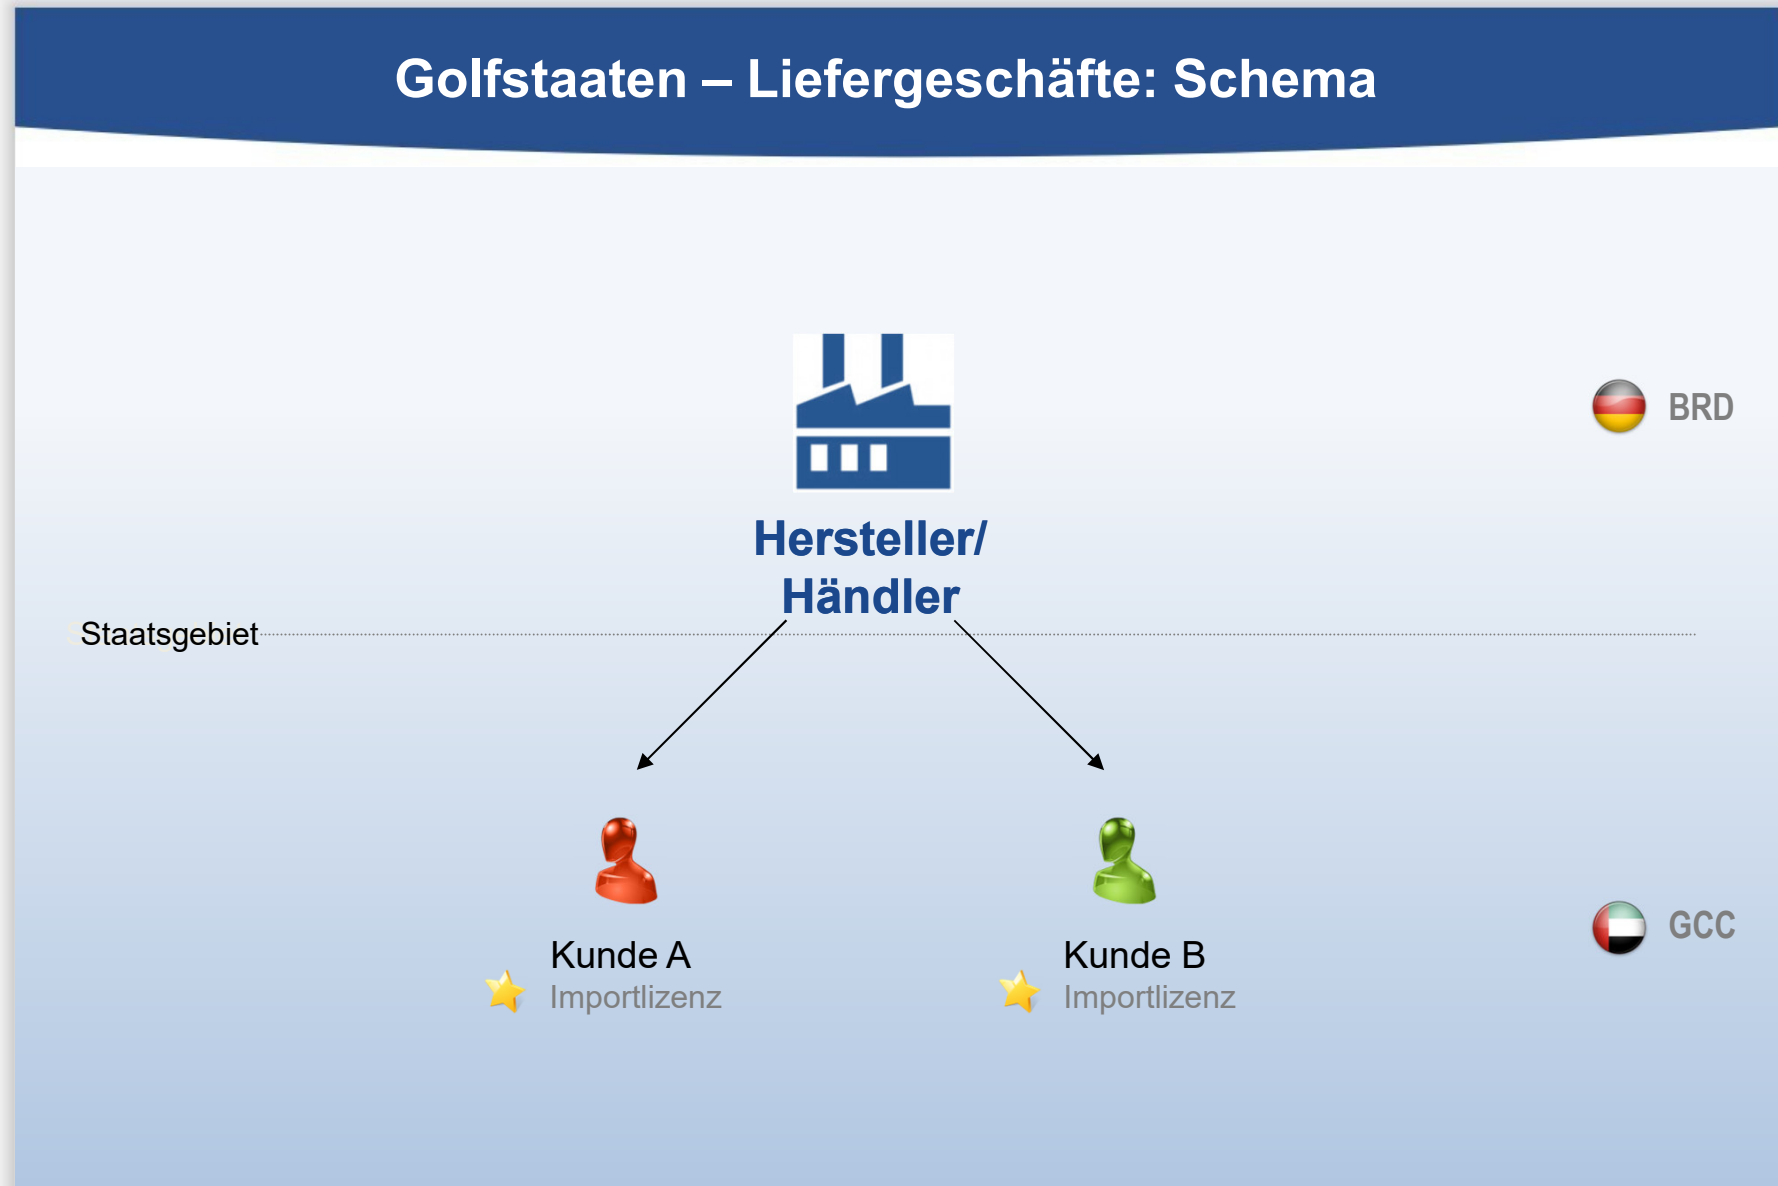 Golfstaaten – Liefergeschäfte: Schema
BRD
Hersteller/
Händler
Staatsgebiet
GCC
Kunde A
Importlizenz
Kunde B
Importlizenz